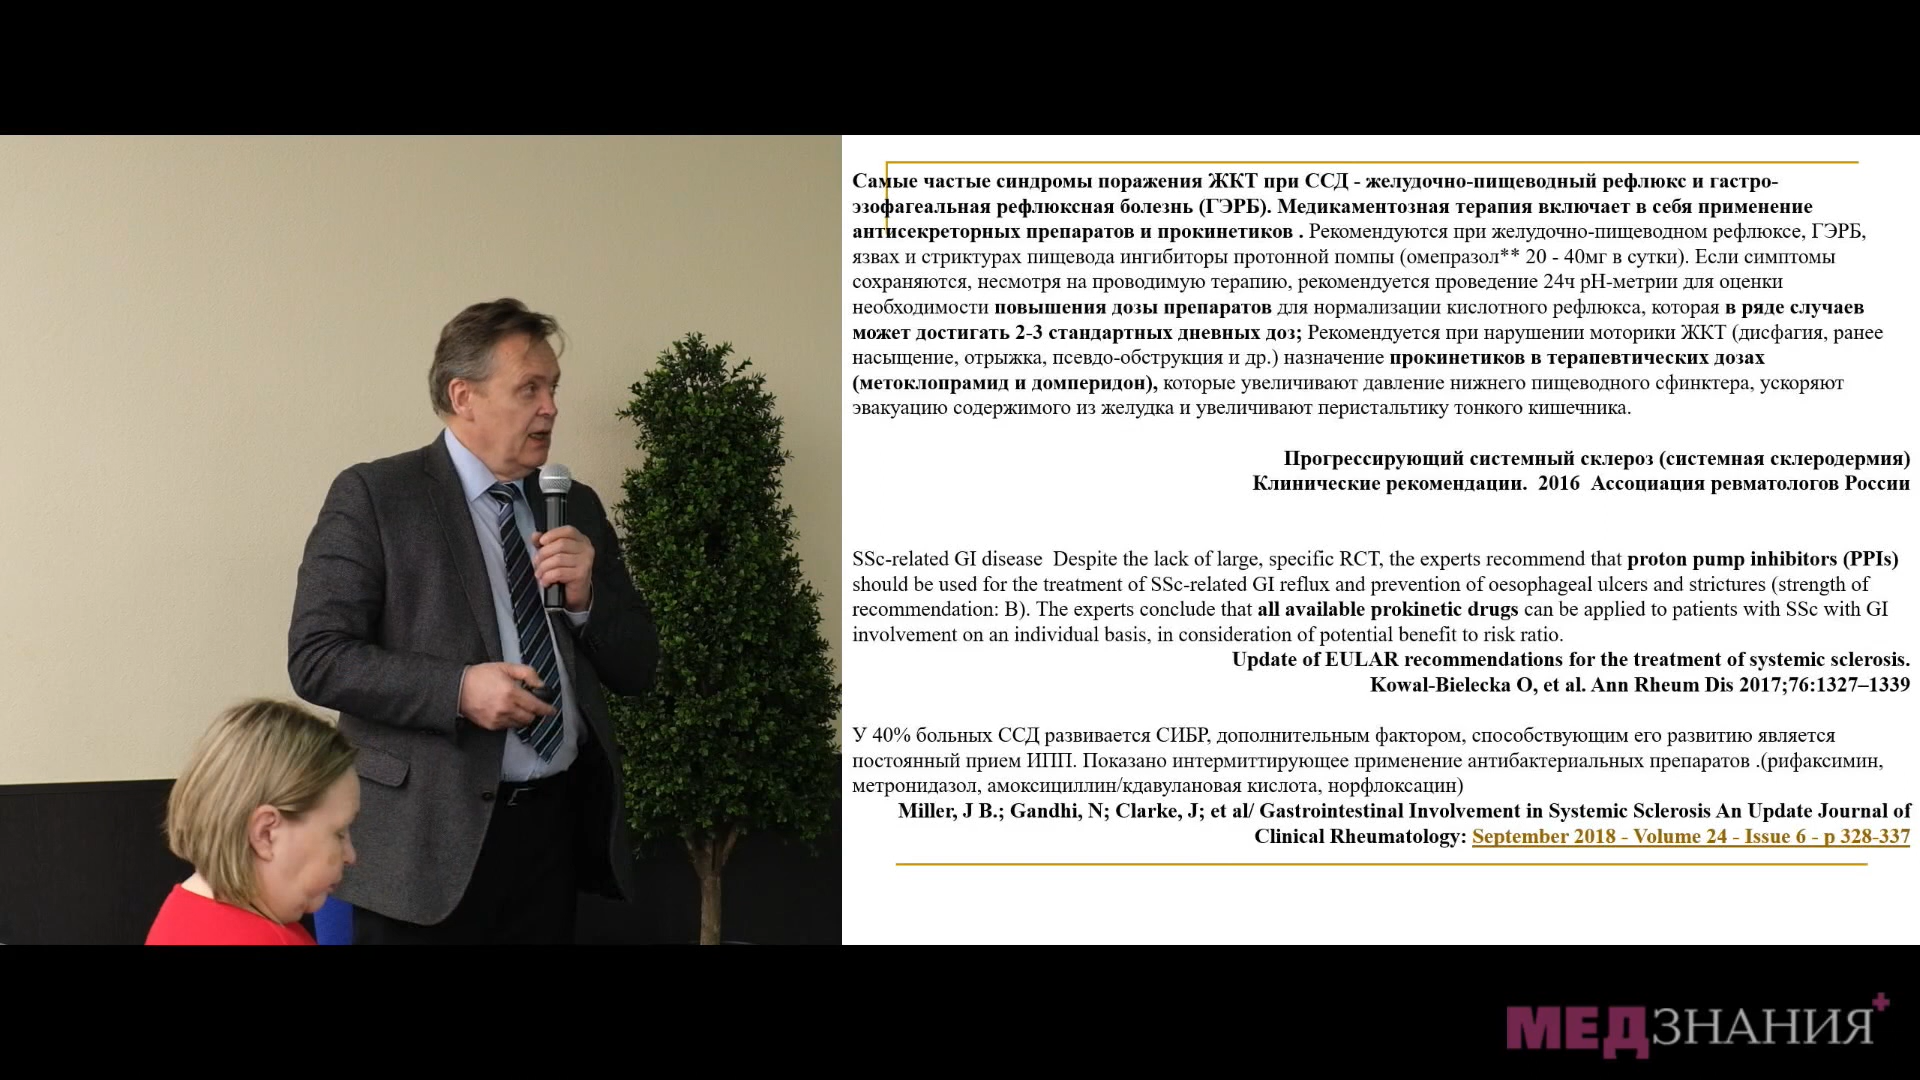 Самые частые синдромы поражения ЖКТ при ССД - желудочно-пищеводный рефлюкс и гастро-
эзофагеальная рефлюксная болезнь (ГЭРБ). Медикаментозная терапия включает в себя применение
антисекреторных препаратов и прокинетиков . Рекомендуются при желудочно-пищеводном рефлюксе, ГЭРБ,
язвах и стриктурах пищевода ингибиторы протонной помпы (омепразол** 20 - 40мг в сутки). Если симптомы
сохраняются, несмотря на проводимую терапию, рекомендуется проведение 24ч pH-метрии для оценки
необходимости повышения дозы препаратов для нормализации кислотного рефлюкса, которая в ряде случаев
может достигать 2-3 стандартных дневных доз; Рекомендуется при нарушении моторики ЖКТ (дисфагия, ранее
насыщение, отрыжка, псевдо-обструкция и др.) назначение прокинетиков в терапевтических дозах
(метоклопрамид и домперидон), которые увеличивают давление нижнего пищеводного сфинктера, ускоряют
эвакуацию содержимого из желудка и увеличивают перистальтику тонкого кишечника.
Прогрессирующий системный склероз (системная склеродермия)
Клинические рекомендации. 2016 Ассоциация ревматологов России
SSc-related GI disease Despite the lack of large, specific RCT, the experts recommend that proton pump inhibitors (PPIs)
should be used for the treatment of SSc-related GI reflux and prevention of oesophageal ulcers and strictures (strength of
recommendation: B). The experts conclude that all available prokinetic drugs can be applied to patients with SSc with GI
involvement on an individual basis, in consideration of potential benefit to risk ratio.
Update of EULAR recommendations for the treatment of systemic sclerosis.
Kowal-Bielecka O, et al. Ann Rheum Dis 2017;76:1327–1339
У 40% больных ССД развивается СИБР, дополнительным фактором, способствующим его развитию является
постоянный прием ИПП. Показано интермиттирующее применение антибактериальных препаратов .(рифаксимин,
метронидазол, амоксициллин/кдавулановая кислота, норфлоксацин)
Miller, J B.; Gandhi, N; Clarke, J; et al/ Gastrointestinal Involvement in Systemic Sclerosis An Update Journal of
Clinical Rheumatology: September 2018 - Volume 24 - Issue 6 - p 328-337
МЕДЗНАНИЯ+